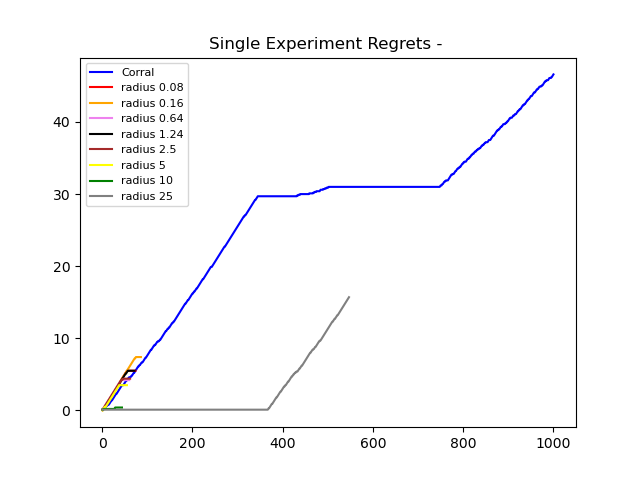 Single Experiment Regrets -
Corral
radius 0.08
radius 0.16
radius 0.64
radius 1.24
radius 2.5
radius 5
radius 10
radius 25
40
30
20
10
0
0 200 400 600 800 1000